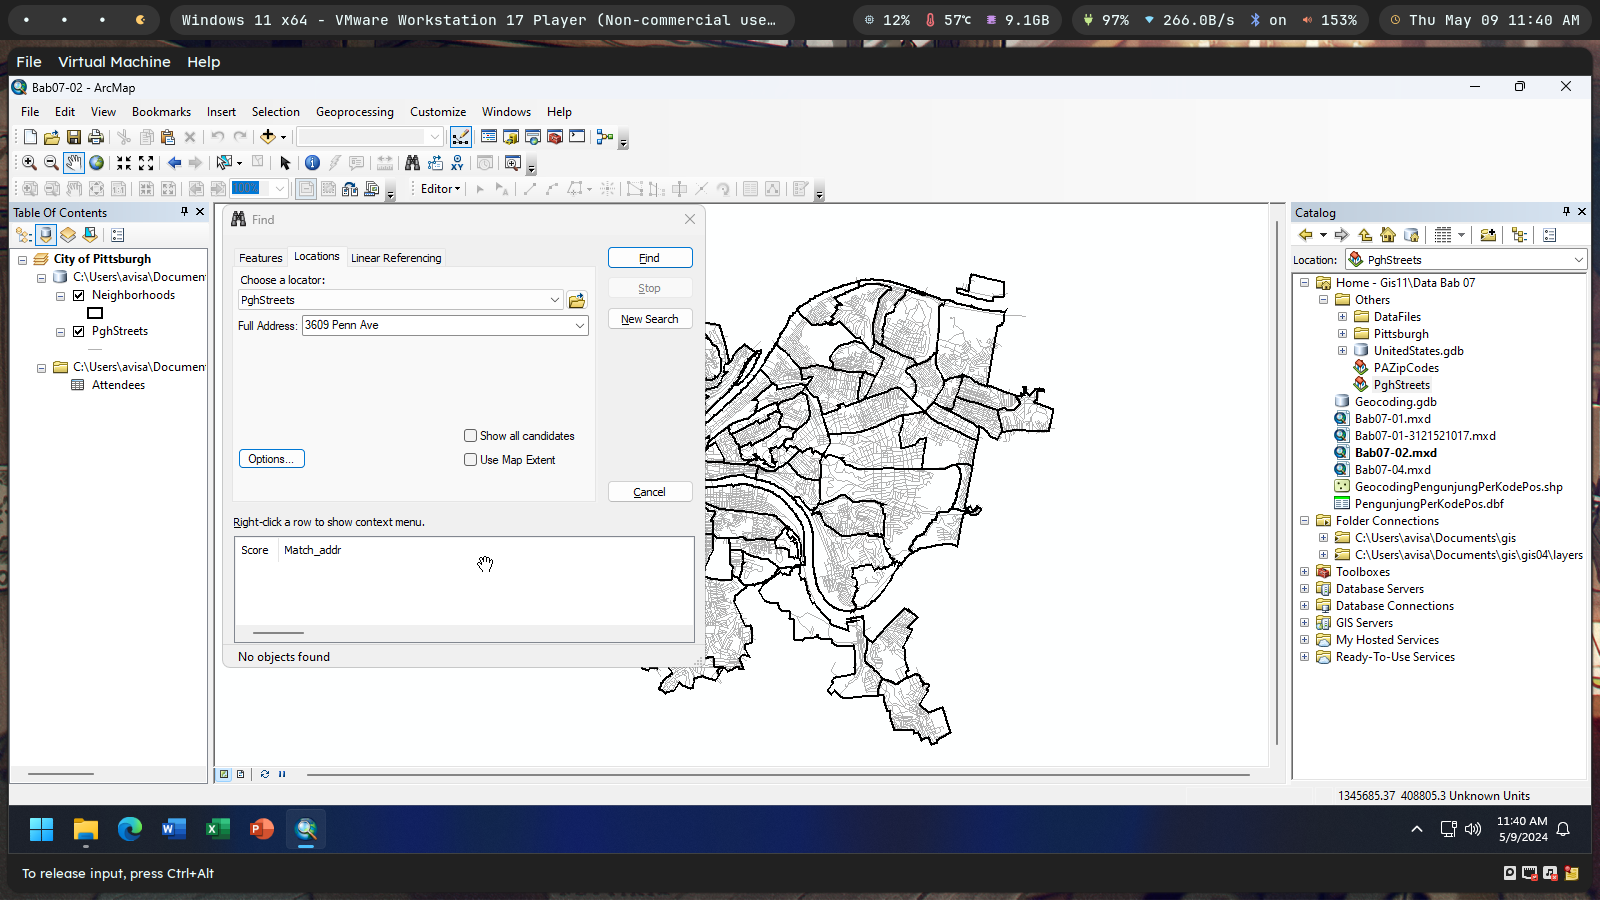 Windows 11 x64 - VMware Workstation 17 Player (Non-commercial use…
12%
57℃
9.1GB
97%
266.0B/s
on
153%
Thu May 09 11:40 AM
File Virtual Machine Help
Bab07-02 - ArcMap
File Edit View Bookmarks Insert Selection Geoprocessing Customize Windows Help
100%
Editor
Table Of Contents
City of Pittsburgh
C:\Users\avisa\Documen
Neighborhoods
PghStreets
C:\Users\avisa\Documen
Attendees
Find
Features Locations Linear Referencing
Choose a locator:
PghStreets
Full Address: 3609 Penn Ave
Show all candidates
Use Map Extent
Options...
Find
Stop
New Search
Cancel
Right-click a row to show context menu.
Score Match_addr
No objects found
Catalog
Location: PghStreets
Home - Gis11\Data Bab 07
Others
DataFiles
Pittsburgh
UnitedStates.gdb
PAZipCodes
PghStreets
Geocoding.gdb
Bab07-01.mxd
Bab07-01-3121521017.mxd
Bab07-02.mxd
Bab07-04.mxd
GeocodingPengunjungPerKodePos.shp
PengunjungPerKodePos.dbf
Folder Connections
C:\Users\avisa\Documents\gis
C:\Users\avisa\Documents\gis\gis04\layers
Toolboxes
Database Servers
Database Connections
GIS Servers
My Hosted Services
Ready-To-Use Services
1345685.37 408805.3 Unknown Units
11:40 AM
5/9/2024
To release input, press Ctrl+Alt